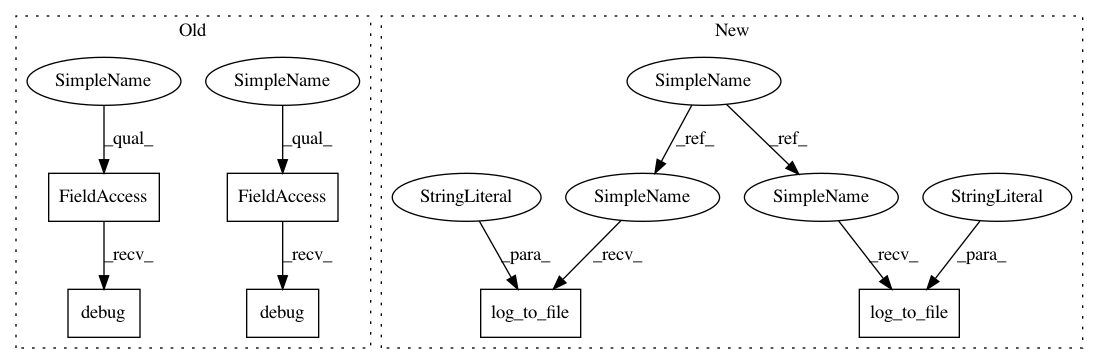 Old
New
SimpleName
SimpleName
SimpleName
_qual_
_qual_
_ref_
_ref_
FieldAccess
FieldAccess
StringLiteral
SimpleName
SimpleName
StringLiteral
_recv_
_recv_
_para_
_recv_
_recv_
_para_
debug
debug
log_to_file
log_to_file